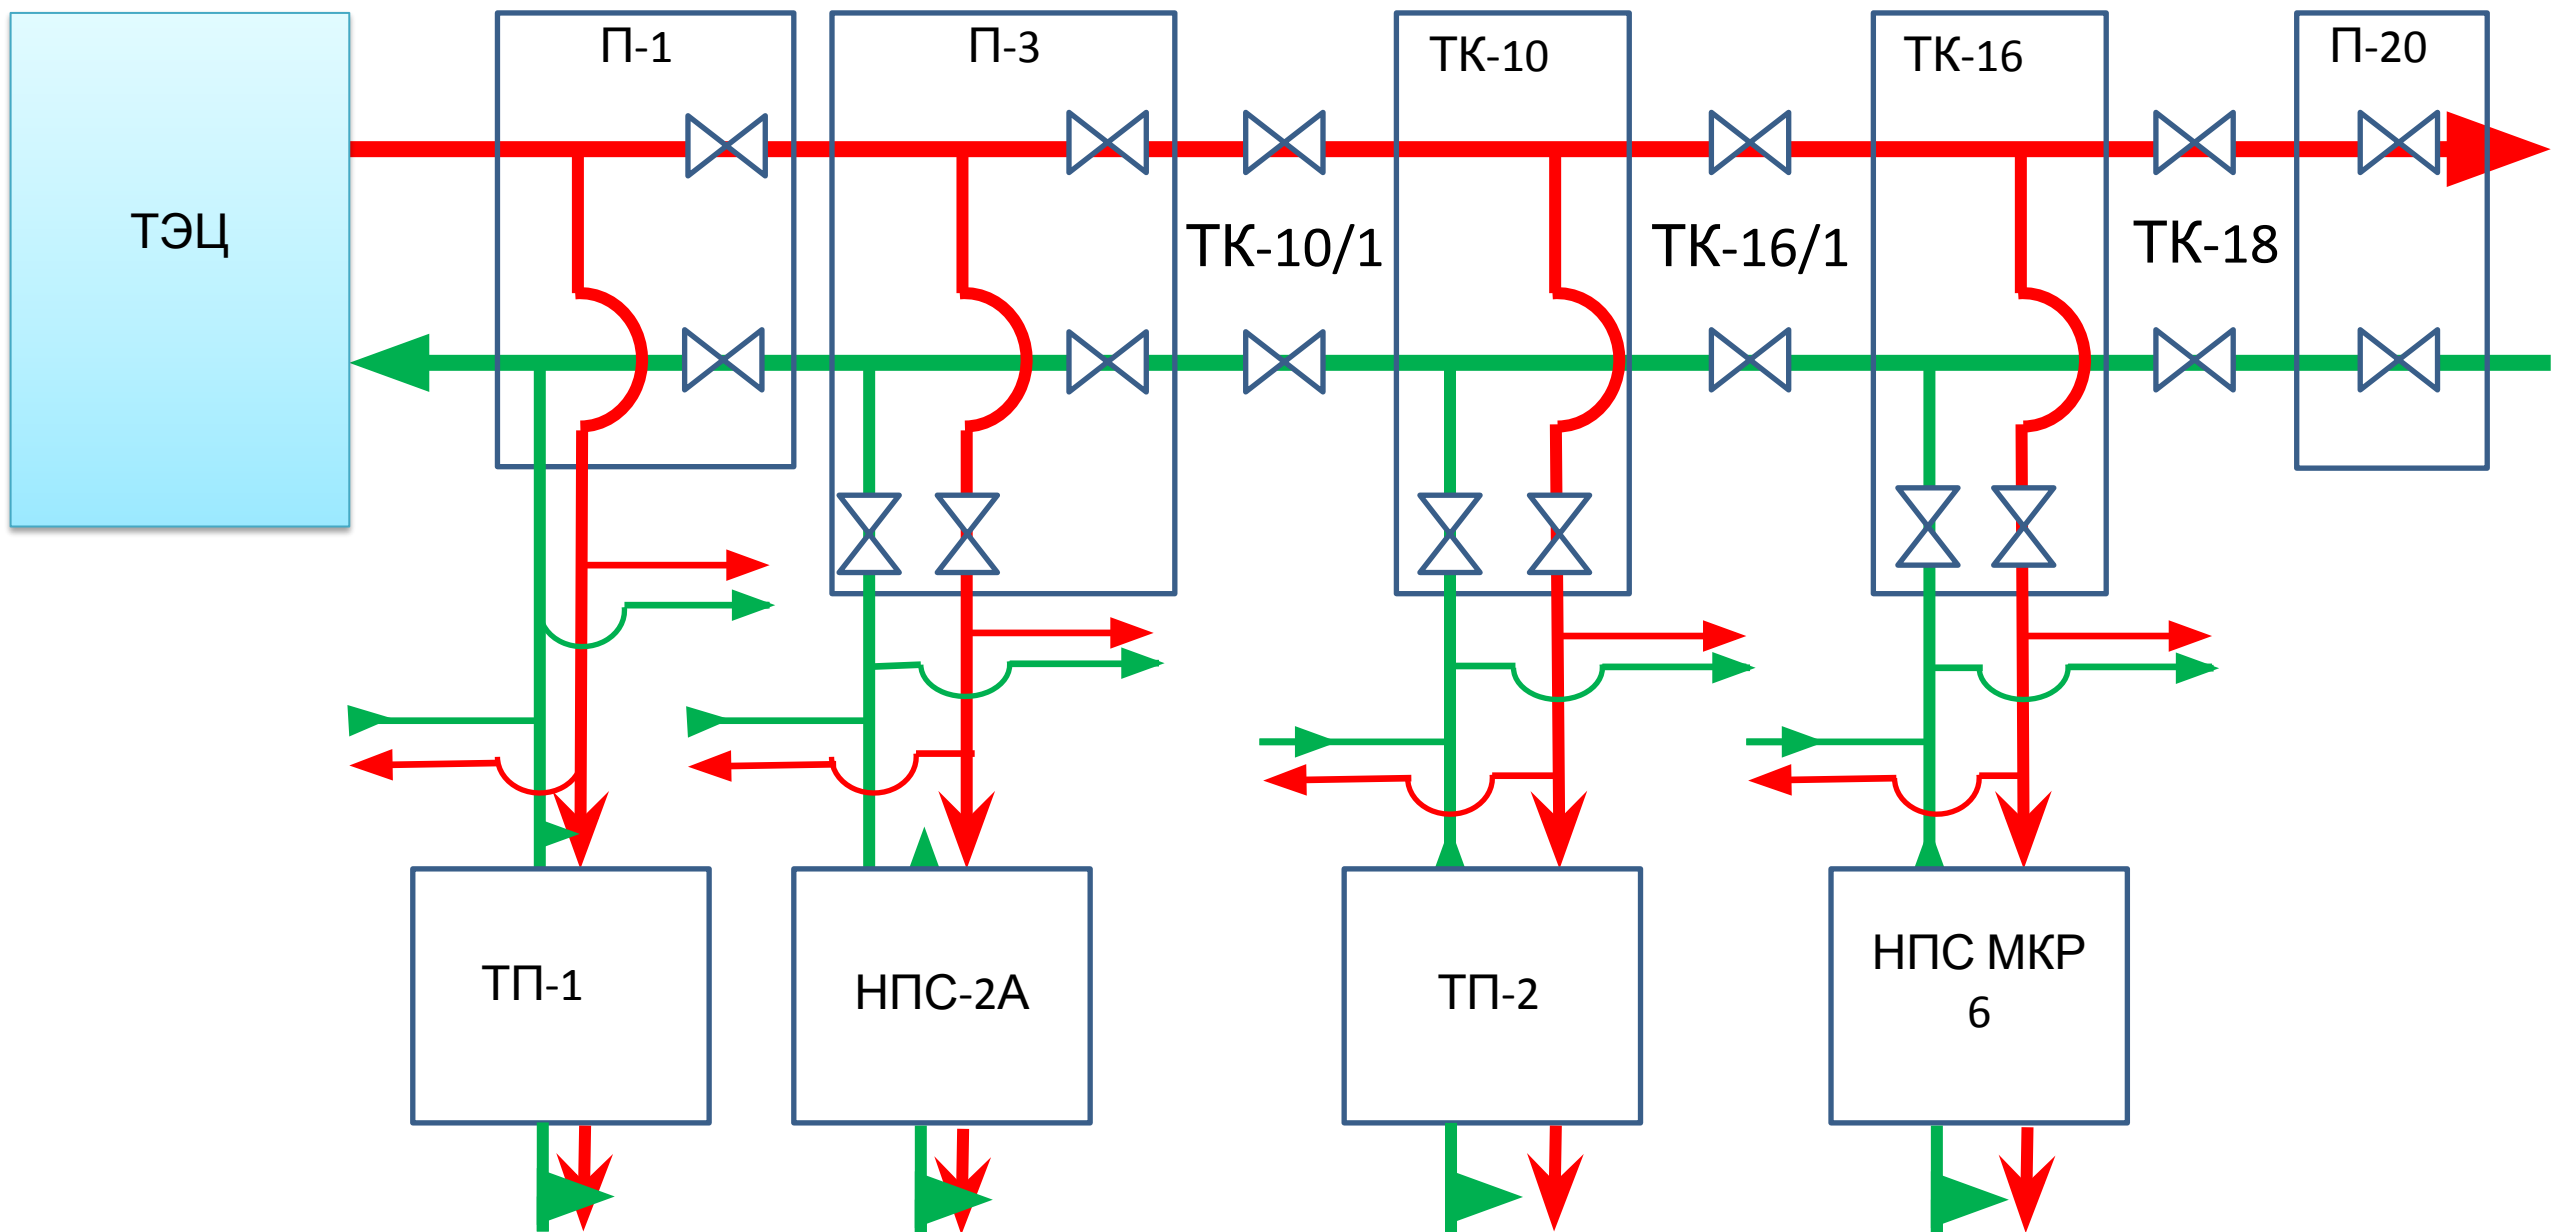 П-1
П-3
ТК-10
ТК-16
П-20
ТЭЦ
ТК-10/1
ТК-16/1
ТК-18
ТП-1
НПС-2А
ТП-2
НПС МКР
6